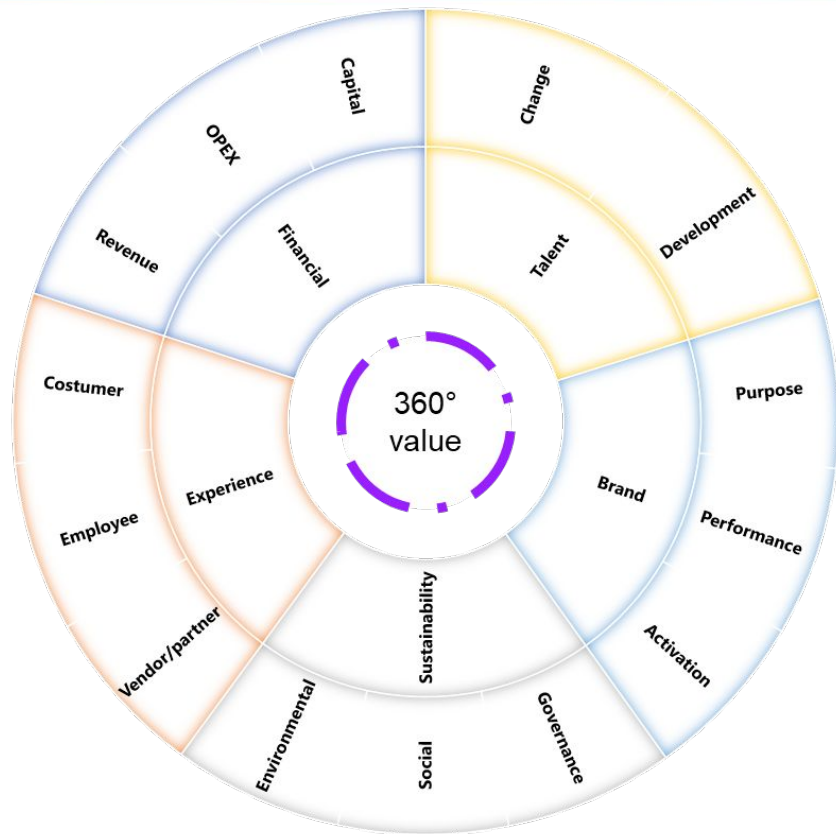 360°
value
Talent
Change
Development
Brand
Purpose
Performance
Activation
Sustainability
Governance
Social
Environmental
Experience
Vendor/partner
Employee
Costumer
Financial
Revenue
OPEX
Capital